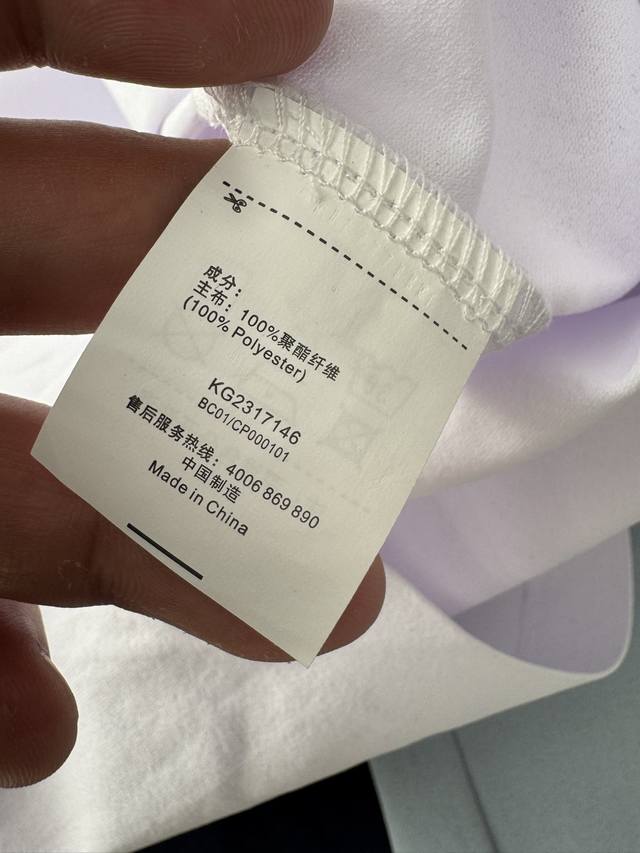 成分：
主布：100%聚酯纤维
(100% Polyester)
KG2317146
BC01/CP000101
售后服务热线：4006 869 890
中国制造
Made in China